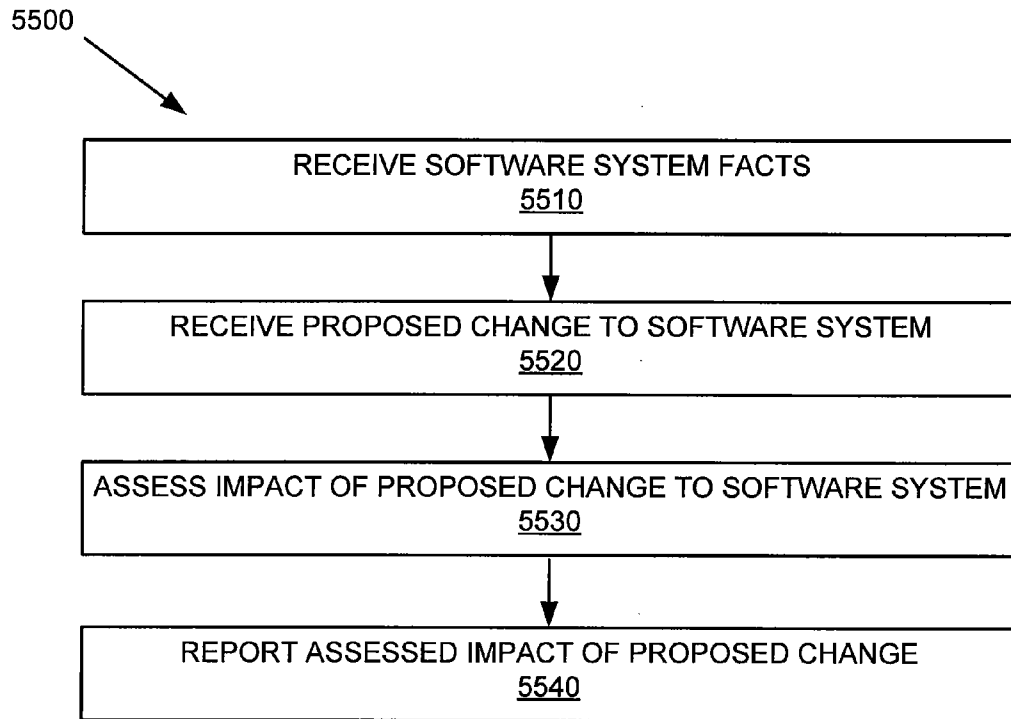 5500
RECEIVE SOFTWARE SYSTEM FACTS
5510
RECEIVE PROPOSED CHANGE TO SOFTWARE SYSTEM
5520
ASSESS IMPACT OF PROPOSED CHANGE TO SOFTWARE SYSTEM
5530
REPORT ASSESSED IMPACT OF PROPOSED CHANGE
5540